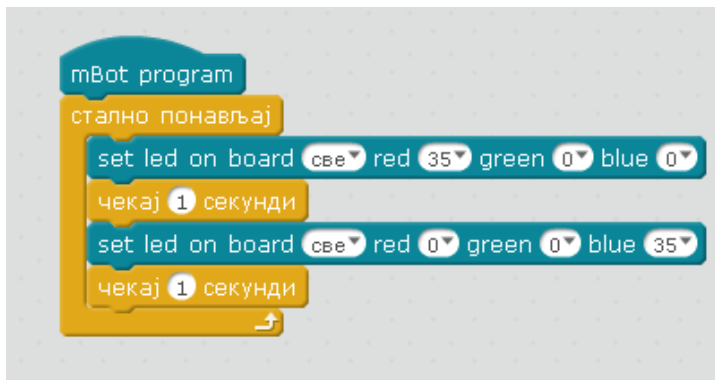 mBot program
стално понављај
set led on board све red 35 green 0 blue 0
чекај 1 секунди
set led on board све red 0 green 0 blue 35
чекај 1 секунди